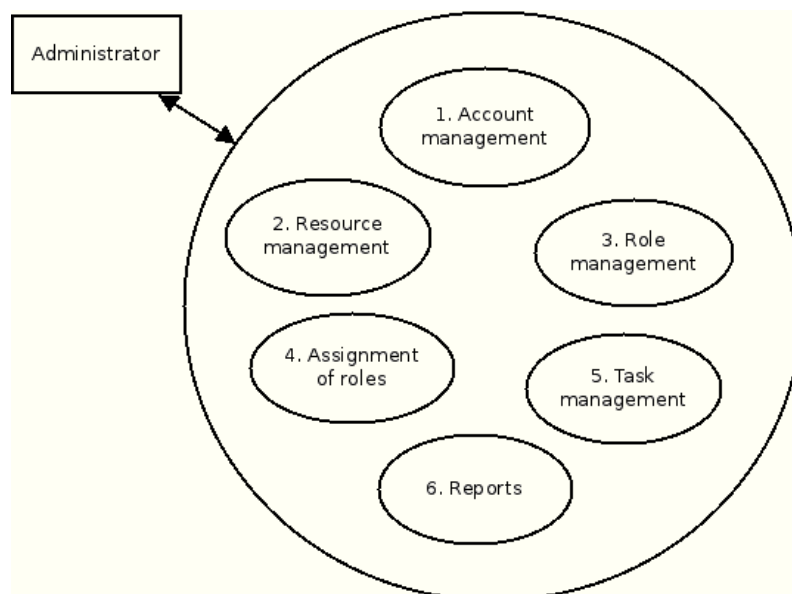 Administrator
1. Account
management
2. Resource
management
3. Role
management
4. Assignment
of roles
5. Task
management
6. Reports